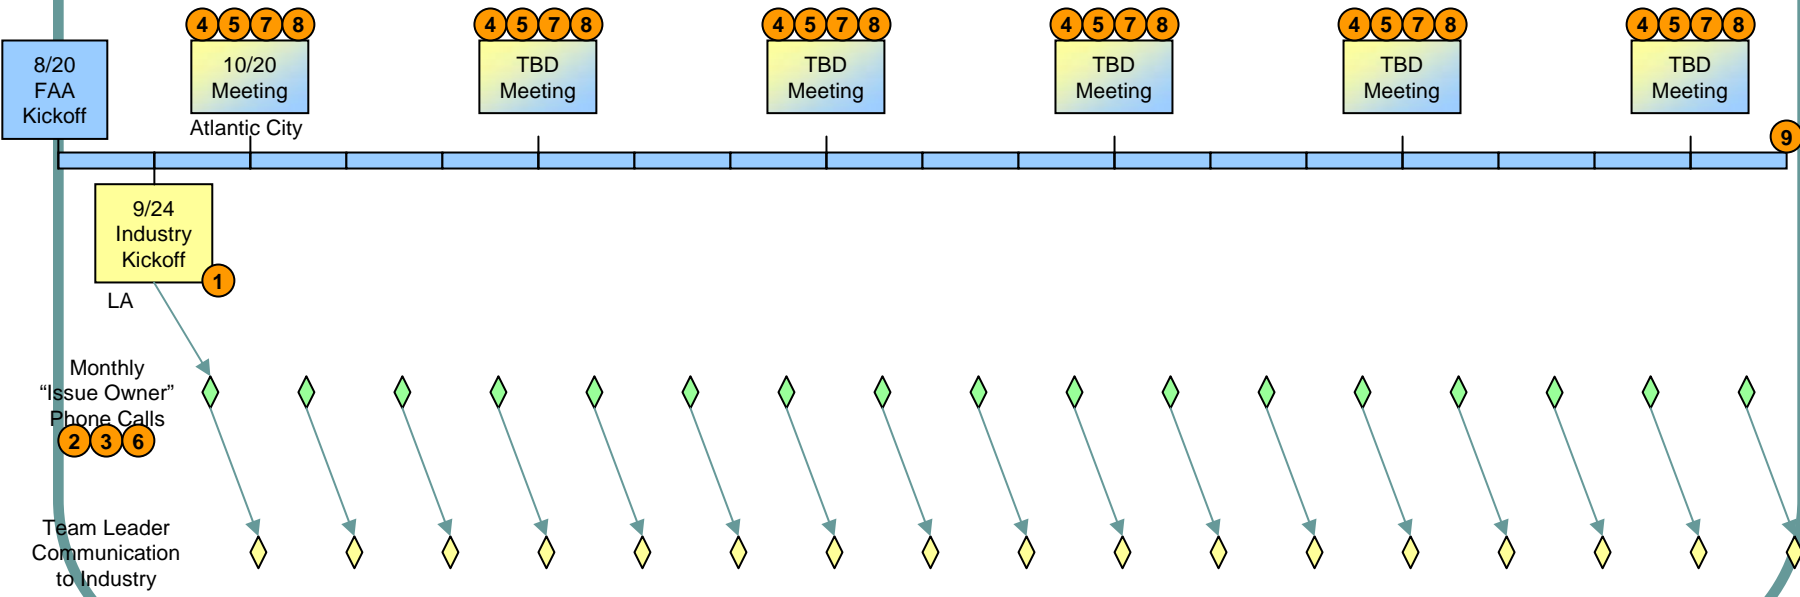 4 5 7 8
4 5 7 8
4 5 7 8
4 5 7 8
4 5 7 8
4 5 7 8
8/20
FAA
Kickoff
10/20
Meeting
Atlantic City
TBD
Meeting
TBD
Meeting
TBD
Meeting
TBD
Meeting
TBD
Meeting
9
9/24
Industry
Kickoff
1
LA
Monthly
“Issue Owner”
Phone Calls
2 3 6
Team Leader
Communication
to Industry